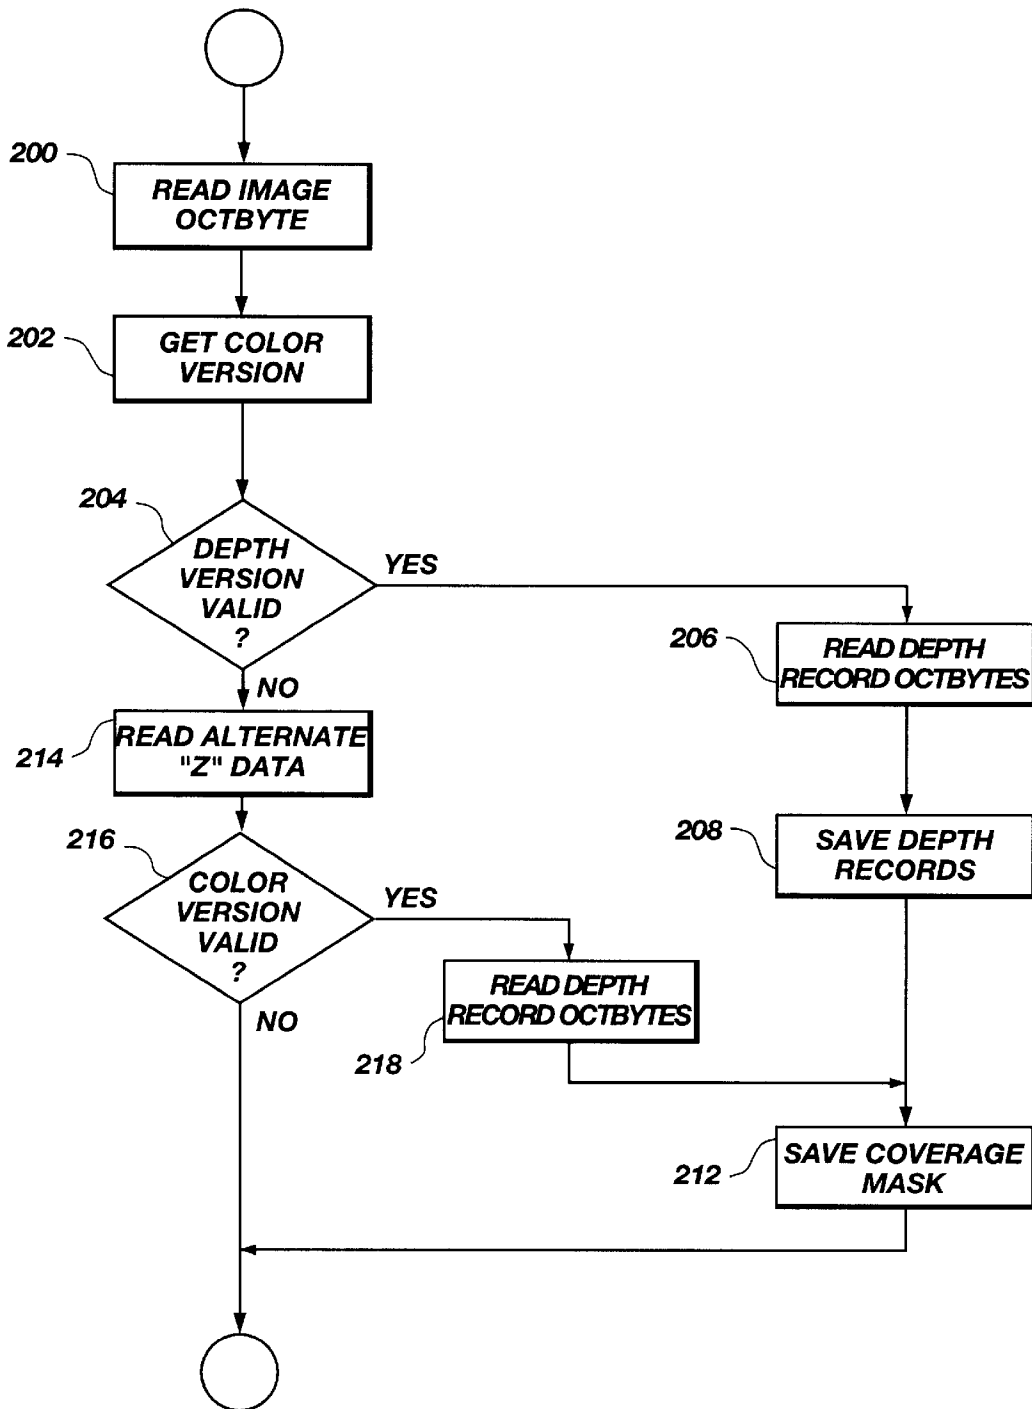 200
READ IMAGE
OCTBYTE
202
GET COLOR
VERSION
204
DEPTH
VERSION
VALID
?
YES
NO
206
READ DEPTH
RECORD OCTBYTES
214
READ ALTERNATE
"Z" DATA
208
SAVE DEPTH
RECORDS
216
COLOR
VERSION
VALID
?
YES
NO
218
READ DEPTH
RECORD OCTBYTES
212
SAVE COVERAGE
MASK